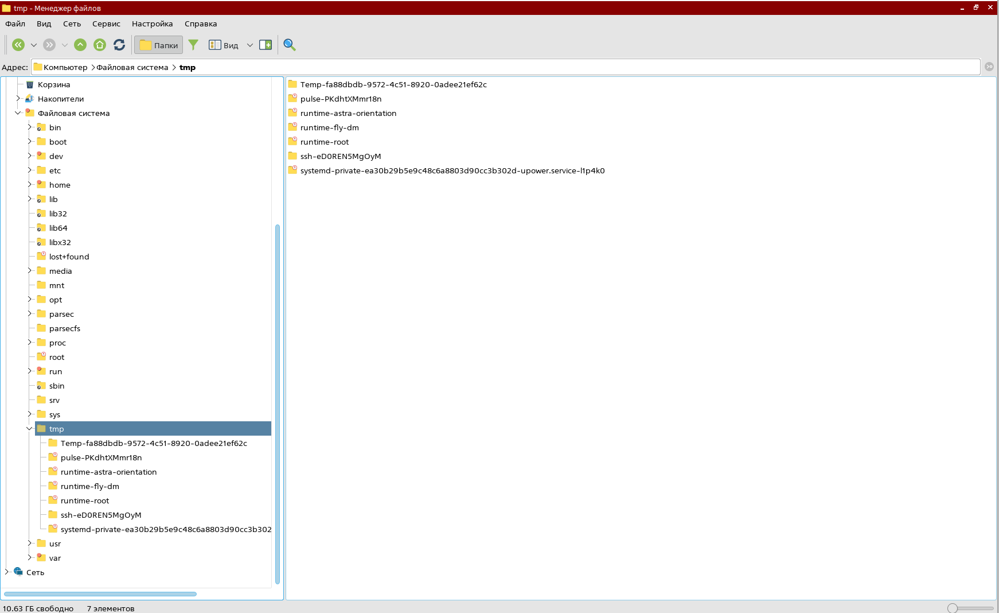 tmp – Менеджер файлов
Файл Вид Сеть Сервис Настройка Справка
Папки Вид
Адрес: Компьютер Файловая система tmp
Корзина
Накопители
Файловая система
bin
boot
dev
etc
home
lib
lib32
lib64
libx32
lost+found
media
mnt
opt
parsec
parsecfs
proc
root
run
sbin
srv
sys
tmp
Temp-fa88dbdb-9572-4c51-8920-0adee21ef62c
pulse-PKdhtXMmr18n
runtime-astra-orientation
runtime-fly-dm
runtime-root
ssh-eD0REN5MgOyM
systemd-private-ea30b29b5e9c48c6a8803d90cc3b302
usr
var
Сеть
Temp-fa88dbdb-9572-4c51-8920-0adee21ef62c
pulse-PKdhtXMmr18n
runtime-astra-orientation
runtime-fly-dm
runtime-root
ssh-eD0REN5MgOyM
systemd-private-ea30b29b5e9c48c6a8803d90cc3b302d-upower.service-l1p4k0
10.63 ГБ свободно 7 элементов